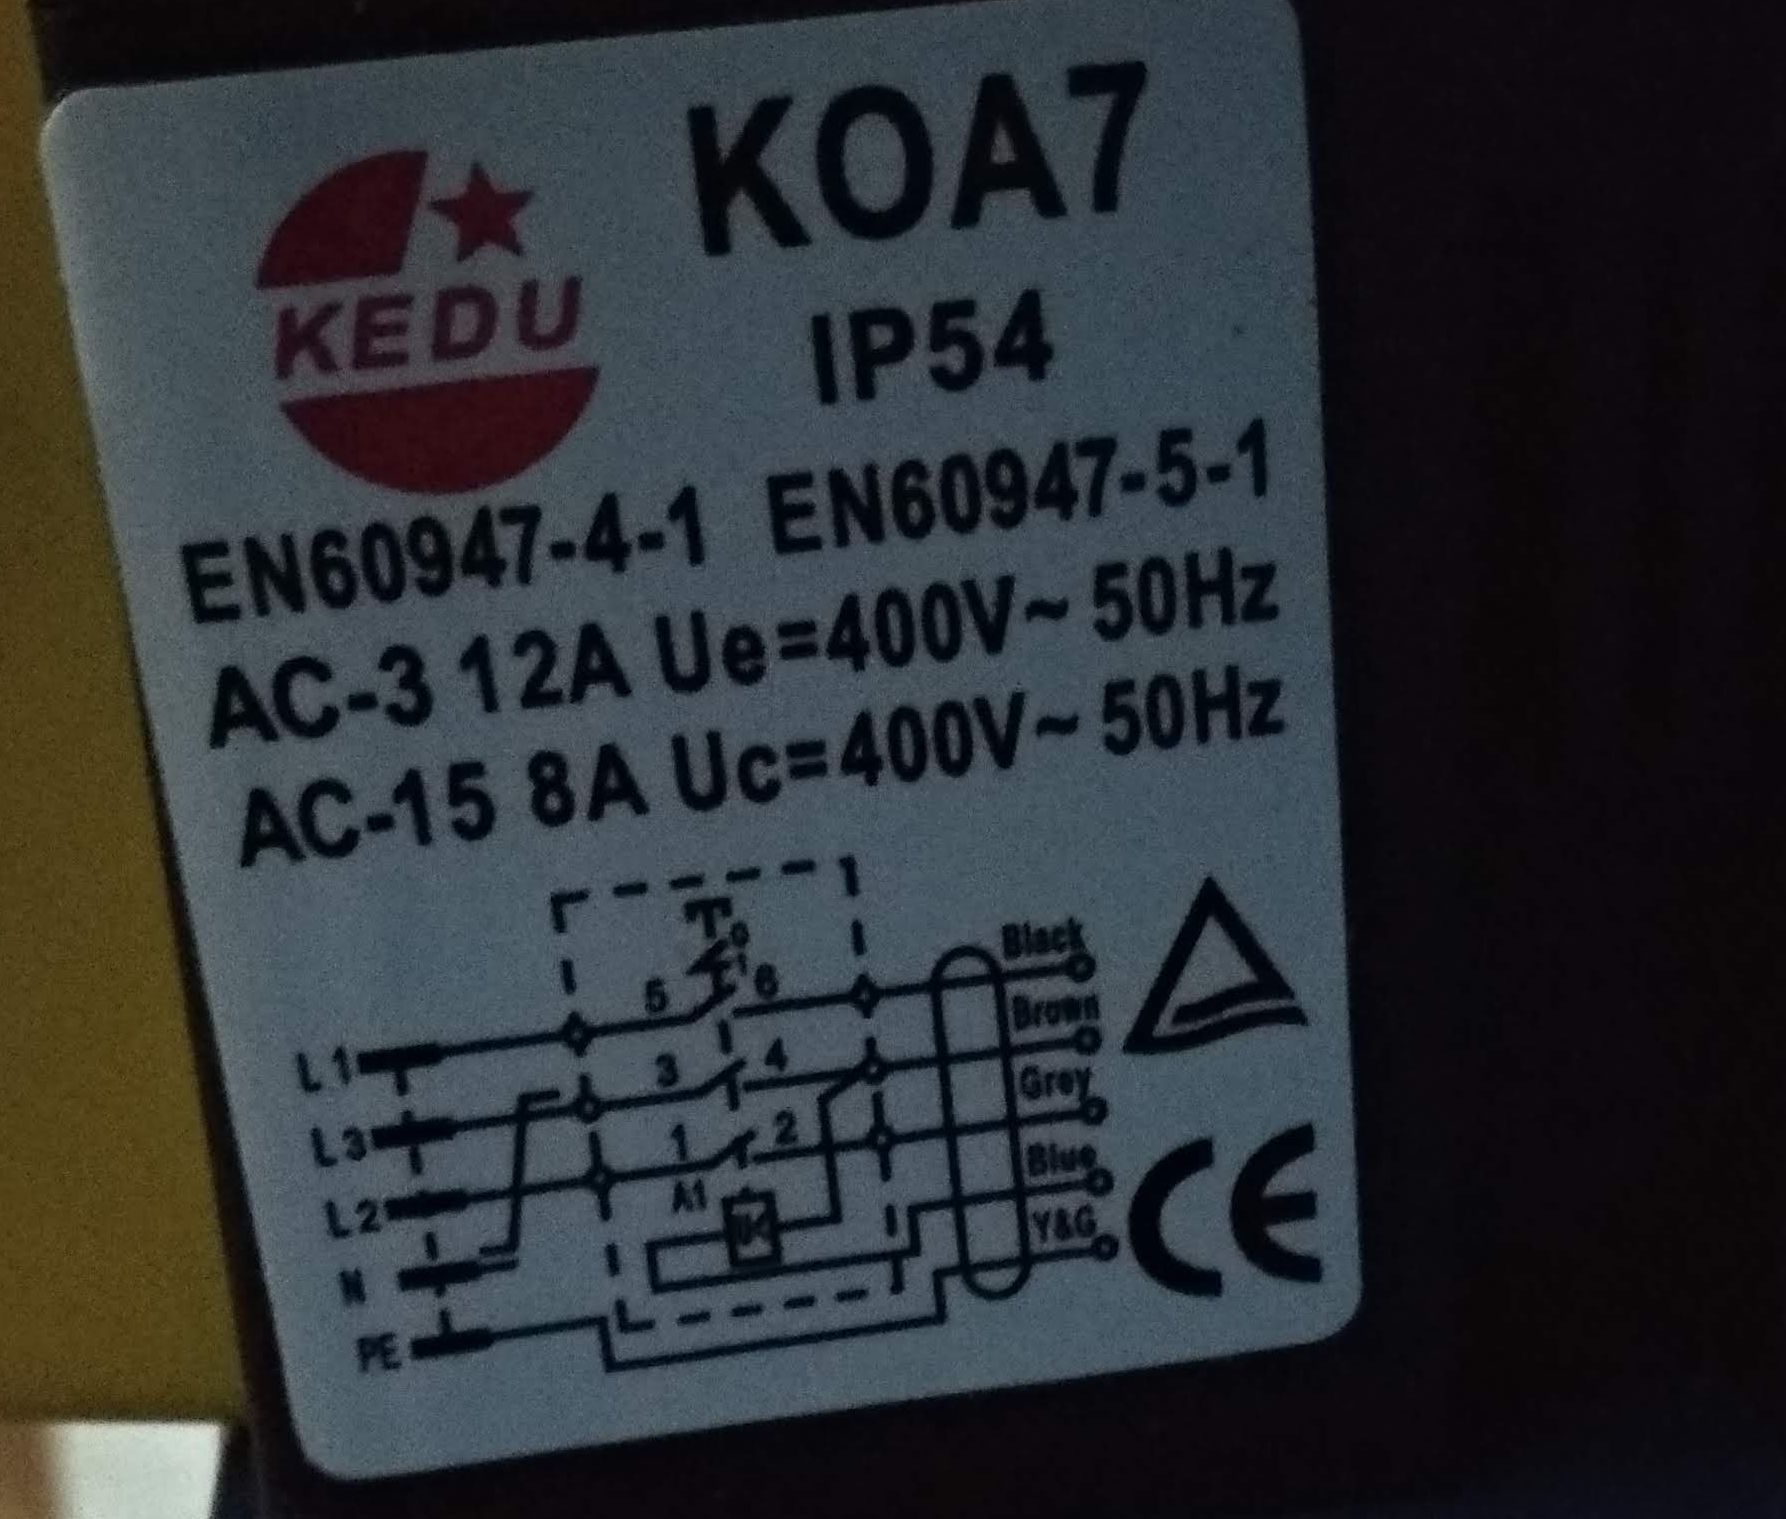 KOA7
KEDU
IP54
EN60947-4-1 EN60947-5-1
AC-3 12A Ue=400V~ 50Hz
AC-15 8A Uc=400V~ 50Hz
Black
5 6
L1
Brown
3 4
L3
Grey
1 2
A1
L2
Blue
N
Y&G
PE
CE